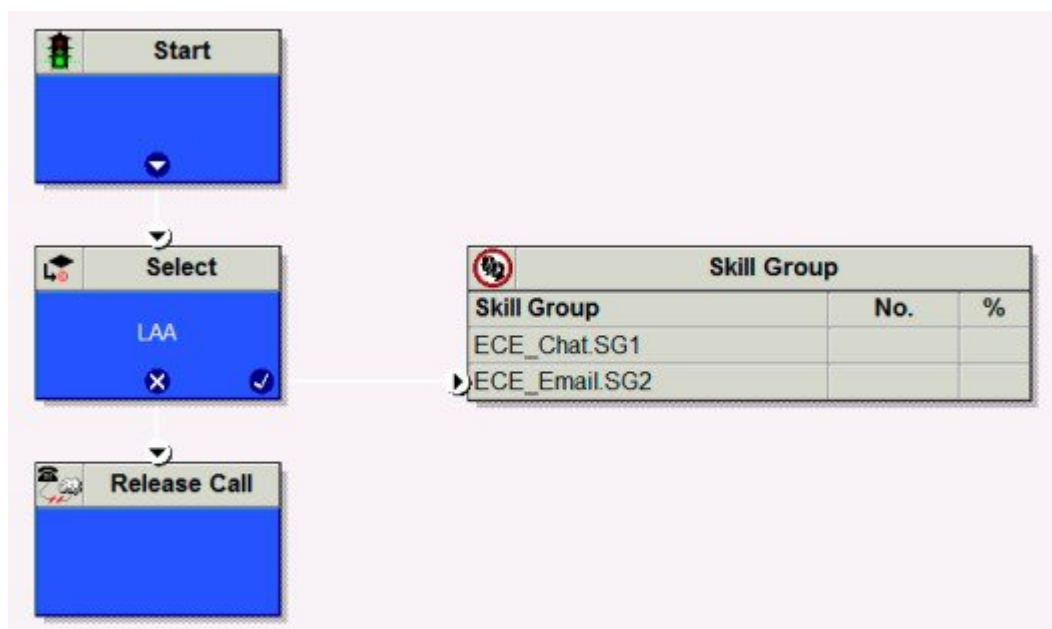 Start
Select
LAA
Skill Group
Skill Group No. %
ECE_Chat.SG1
ECE_Email.SG2
Release Call